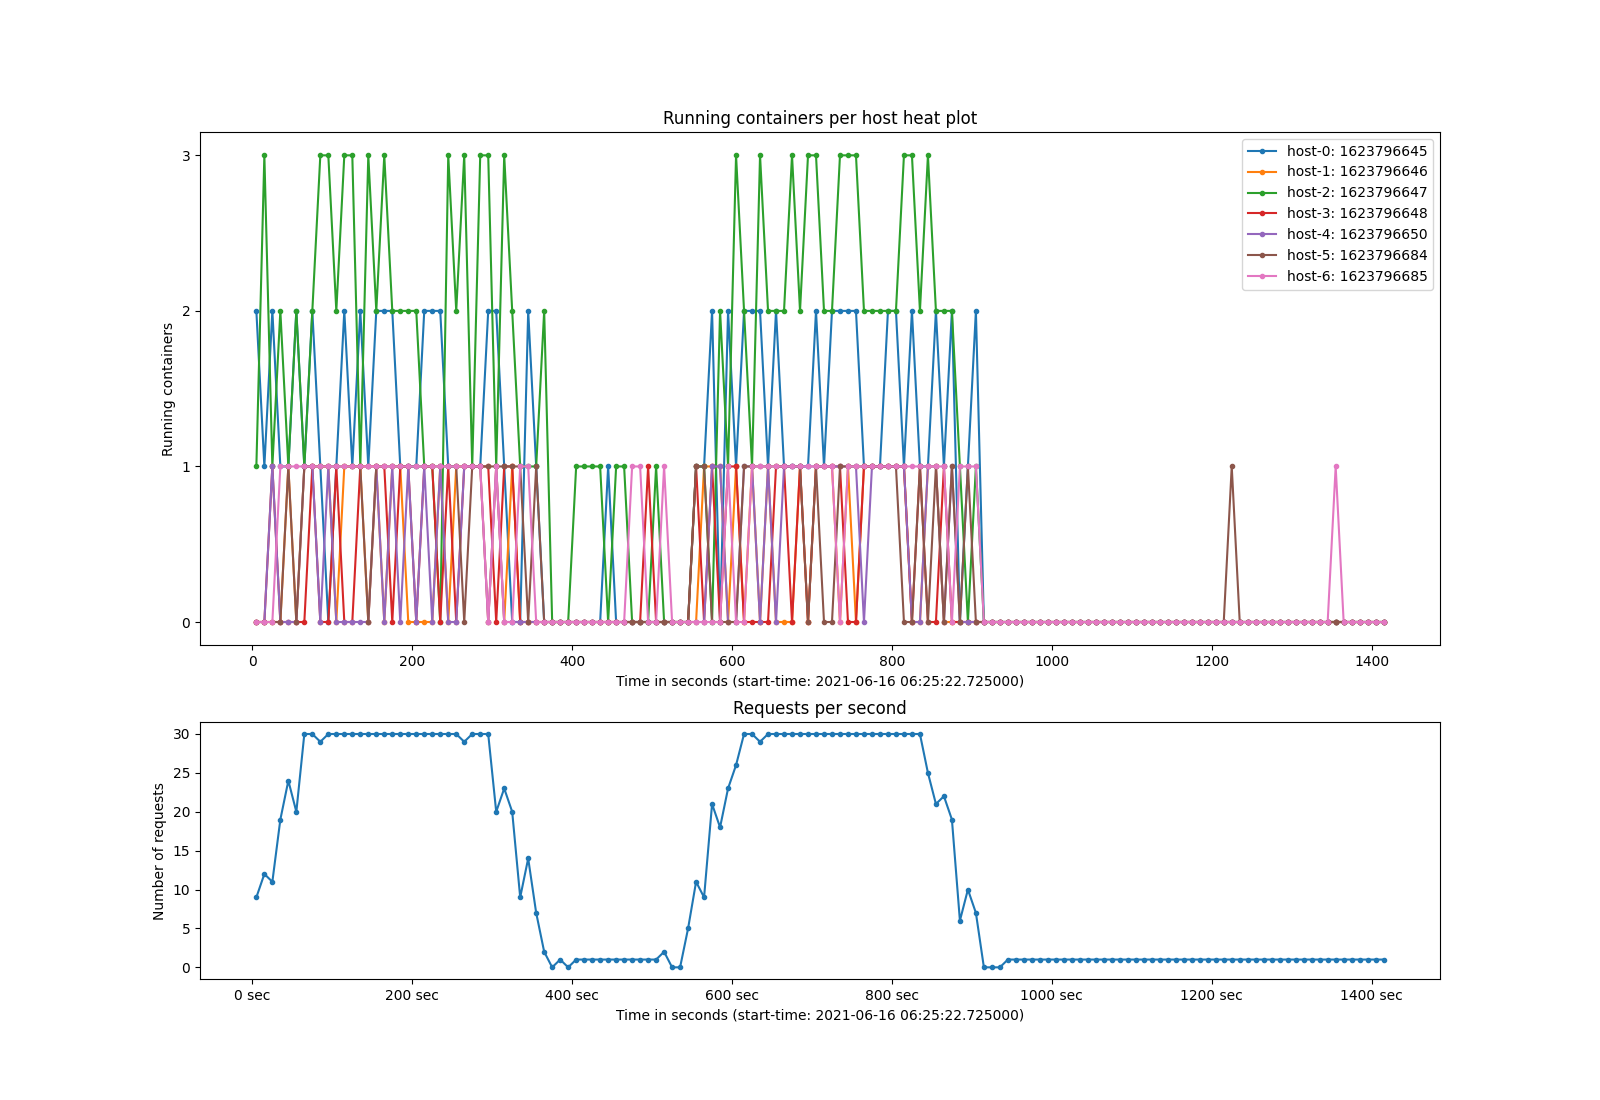 Running containers per host heat plot
3
2
1
0
Running containers
host-0: 1623796645
host-1: 1623796646
host-2: 1623796647
host-3: 1623796648
host-4: 1623796650
host-5: 1623796684
host-6: 1623796685
0 200 400 600 800 1000 1200 1400
Time in seconds (start-time: 2021-06-16 06:25:22.725000)
Requests per second
30
25
20
15
10
5
0
Number of requests
0 sec 200 sec 400 sec 600 sec 800 sec 1000 sec 1200 sec 1400 sec
Time in seconds (start-time: 2021-06-16 06:25:22.725000)